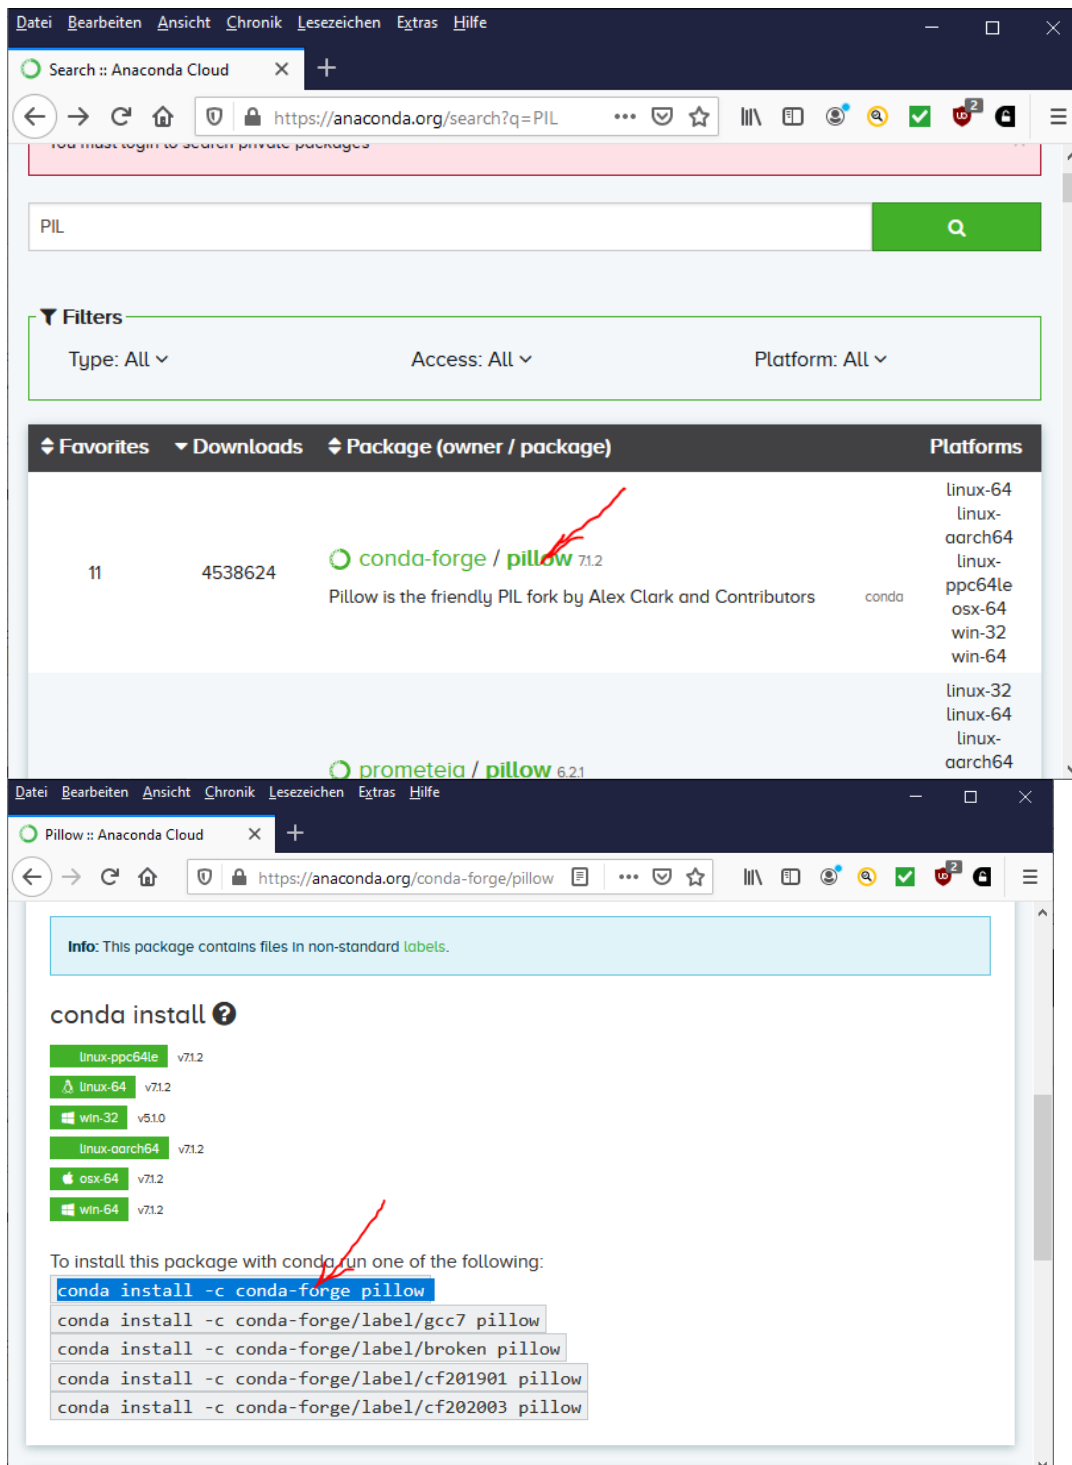 Datei Bearbeiten Ansicht Chronik Lesezeichen Extras Hilfe
Search :: Anaconda Cloud
https://anaconda.org/search?q=PIL
2
You must login to search private packages
PIL
Filters
Type: All
Access: All
Platform: All
Favorites Downloads Package (owner / package) Platforms
11
4538624
conda-forge / pillow 7.1.2
Pillow is the friendly PIL fork by Alex Clark and Contributors
conda
linux-64
linux-
aarch64
linux-
ppc64le
osx-64
win-32
win-64
prometeia / pillow 6.2.1
linux-32
linux-64
linux-
aarch64
Datei Bearbeiten Ansicht Chronik Lesezeichen Extras Hilfe
Pillow :: Anaconda Cloud
https://anaconda.org/conda-forge/pillow
2
Info: This package contains files in non-standard labels.
conda install ?
linux-ppc64le v7.1.2
linux-64 v7.1.2
win-32 v5.1.0
linux-aarch64 v7.1.2
osx-64 v7.1.2
win-64 v7.1.2
To install this package with conda run one of the following:
conda install -c conda-forge pillow
conda install -c conda-forge/label/gcc7 pillow
conda install -c conda-forge/label/broken pillow
conda install -c conda-forge/label/cf201901 pillow
conda install -c conda-forge/label/cf202003 pillow